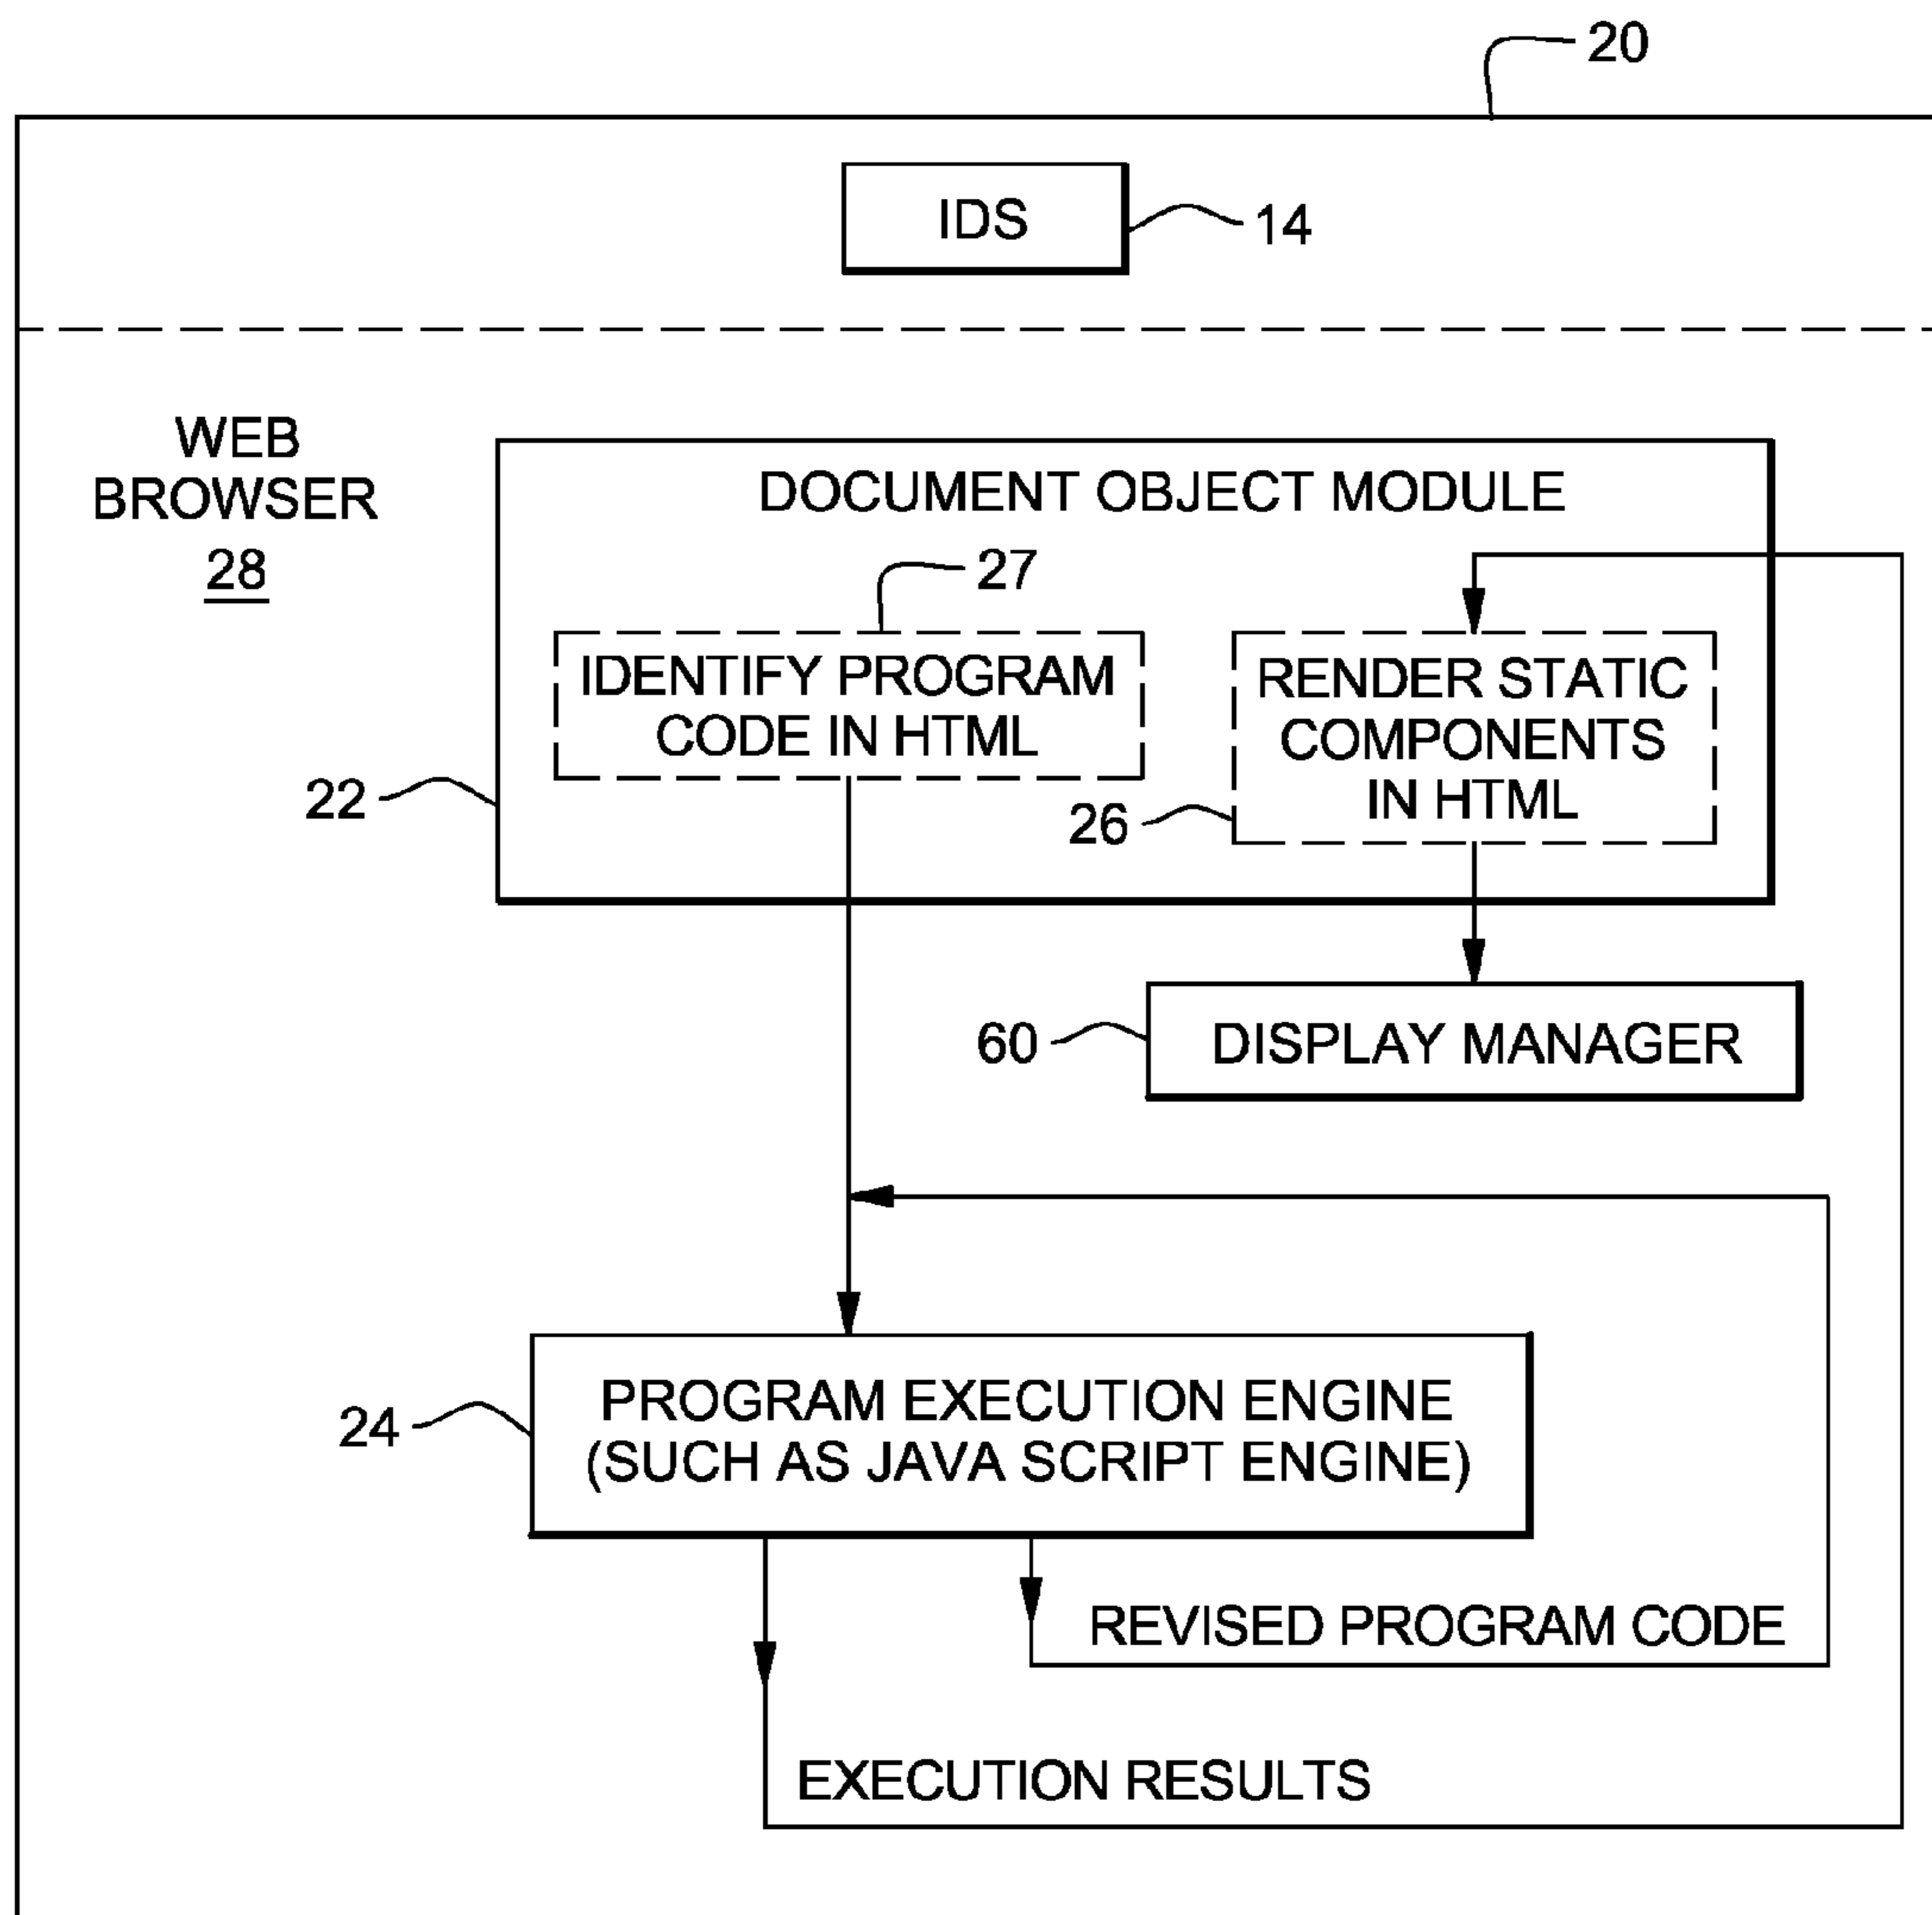 20
IDS
14
WEB
BROWSER
28
DOCUMENT OBJECT MODULE
27
IDENTIFY PROGRAM
CODE IN HTML
RENDER STATIC
COMPONENTS
IN HTML
22
26
60
DISPLAY MANAGER
24
PROGRAM EXECUTION ENGINE
(SUCH AS JAVA SCRIPT ENGINE)
REVISED PROGRAM CODE
EXECUTION RESULTS